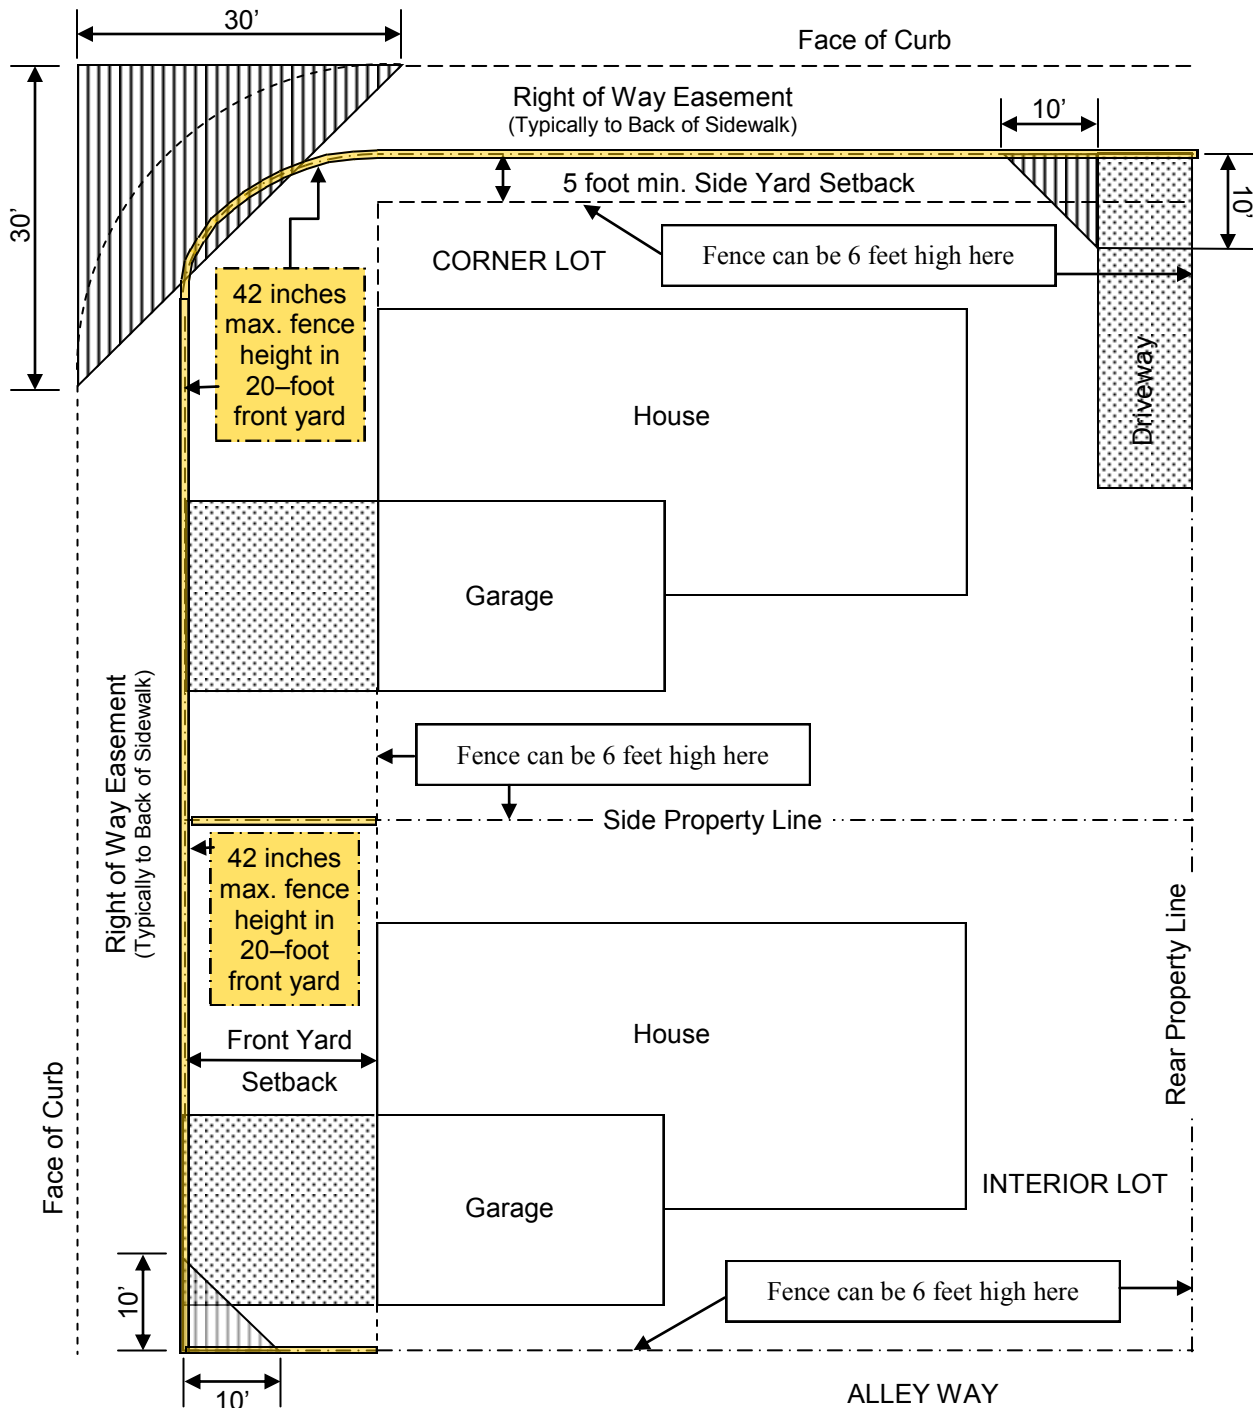 30’
Face of Curb
Right of Way Easement
(Typically to Back of Sidewalk)
10’
30’
5 foot min. Side Yard Setback
10’
CORNER LOT
Fence can be 6 feet high here
42 inches
max. fence
height in
20–foot
front yard
House
Driveway
Garage
Right of Way Easement
(Typically to Back of Sidewalk)
Fence can be 6 feet high here
Side Property Line
42 inches
max. fence
height in
20–foot
front yard
Rear Property Line
House
Front Yard
Setback
Face of Curb
Garage
INTERIOR LOT
10’
Fence can be 6 feet high here
10’
ALLEY WAY